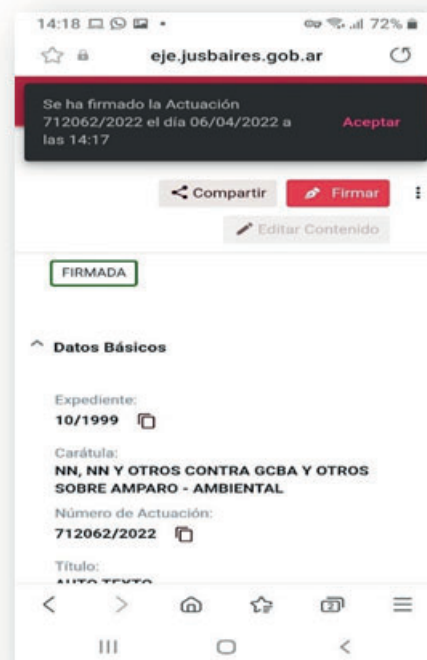 14:18
72%
eje.jusbaires.gob.ar
Se ha firmado la Actuación
712062/2022 el día 06/04/2022 a
las 14:17
Aceptar
Compartir
Firmar
Editar Contenido
FIRMADA
Datos Básicos
Expediente:
10/1999
Carátula:
NN, NN Y OTROS CONTRA GCBA Y OTROS
SOBRE AMPARO - AMBIENTAL
Número de Actuación:
712062/2022
Título:
AUTO TEXTO
2